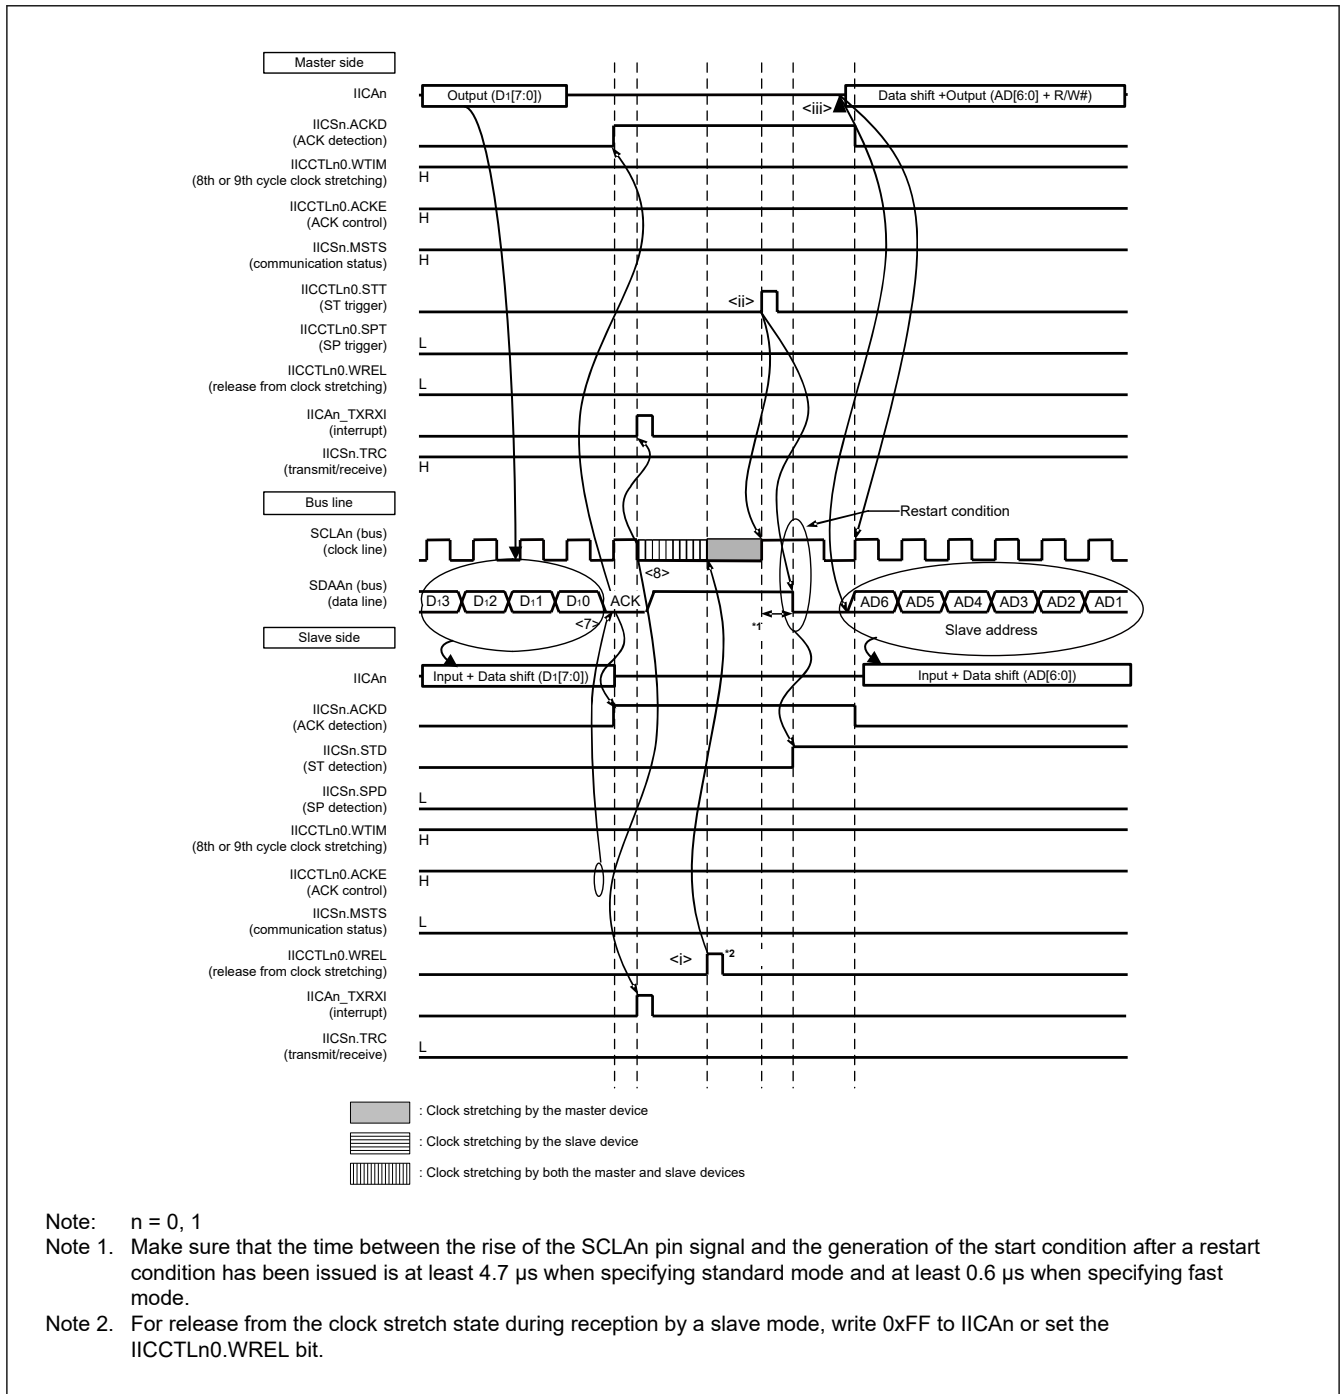 Master side
IICAn
Output (D1[7:0])
Data shift +Output (AD[6:0] + R/W#)
<iii>
IICSn.ACKD
(ACK detection)
IICCTLn0.WTIM
(8th or 9th cycle clock stretching)
H
IICCTLn0.ACKE
(ACK control)
H
IICSn.MSTS
(communication status)
H
IICCTLn0.STT
(ST trigger)
<ii>
IICCTLn0.SPT
(SP trigger)
L
IICCTLn0.WREL
(release from clock stretching)
L
IICAn_TXRXI
(interrupt)
IICSn.TRC
(transmit/receive)
H
Bus line
Restart condition
SCLAn (bus)
(clock line)
<8>
SDAAn (bus)
(data line)
D13 D12 D11 D10 ACK AD6 AD5 AD4 AD3 AD2 AD1
<7>
*1
Slave address
Slave side
IICAn
Input + Data shift (D1[7:0])
Input + Data shift (AD[6:0])
IICSn.ACKD
(ACK detection)
IICSn.STD
(ST detection)
IICSn.SPD
(SP detection)
L
IICCTLn0.WTIM
(8th or 9th cycle clock stretching)
H
IICCTLn0.ACKE
(ACK control)
H
IICSn.MSTS
(communication status)
L
IICCTLn0.WREL
(release from clock stretching)
<i>
*2
IICAn_TXRXI
(interrupt)
IICSn.TRC
(transmit/receive)
L
: Clock stretching by the master device
: Clock stretching by the slave device
: Clock stretching by both the master and slave devices
Note: n = 0, 1
Note 1. Make sure that the time between the rise of the SCLAn pin signal and the generation of the start condition after a restart
condition has been issued is at least 4.7 µs when specifying standard mode and at least 0.6 µs when specifying fast
mode.
Note 2. For release from the clock stretch state during reception by a slave mode, write 0xFF to IICAn or set the
IICCTLn0.WREL bit.